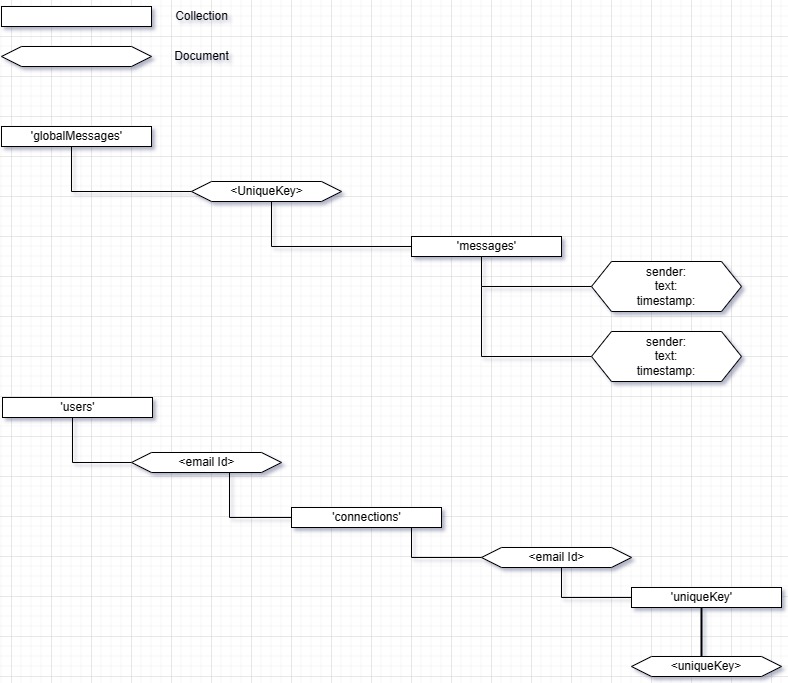 Collection
Document
'globalMessages'
<UniqueKey>
'messages'
sender:
text:
timestamp:
sender:
text:
timestamp:
'users'
<email Id>
'connections'
<email Id>
'uniqueKey'
<uniqueKey>